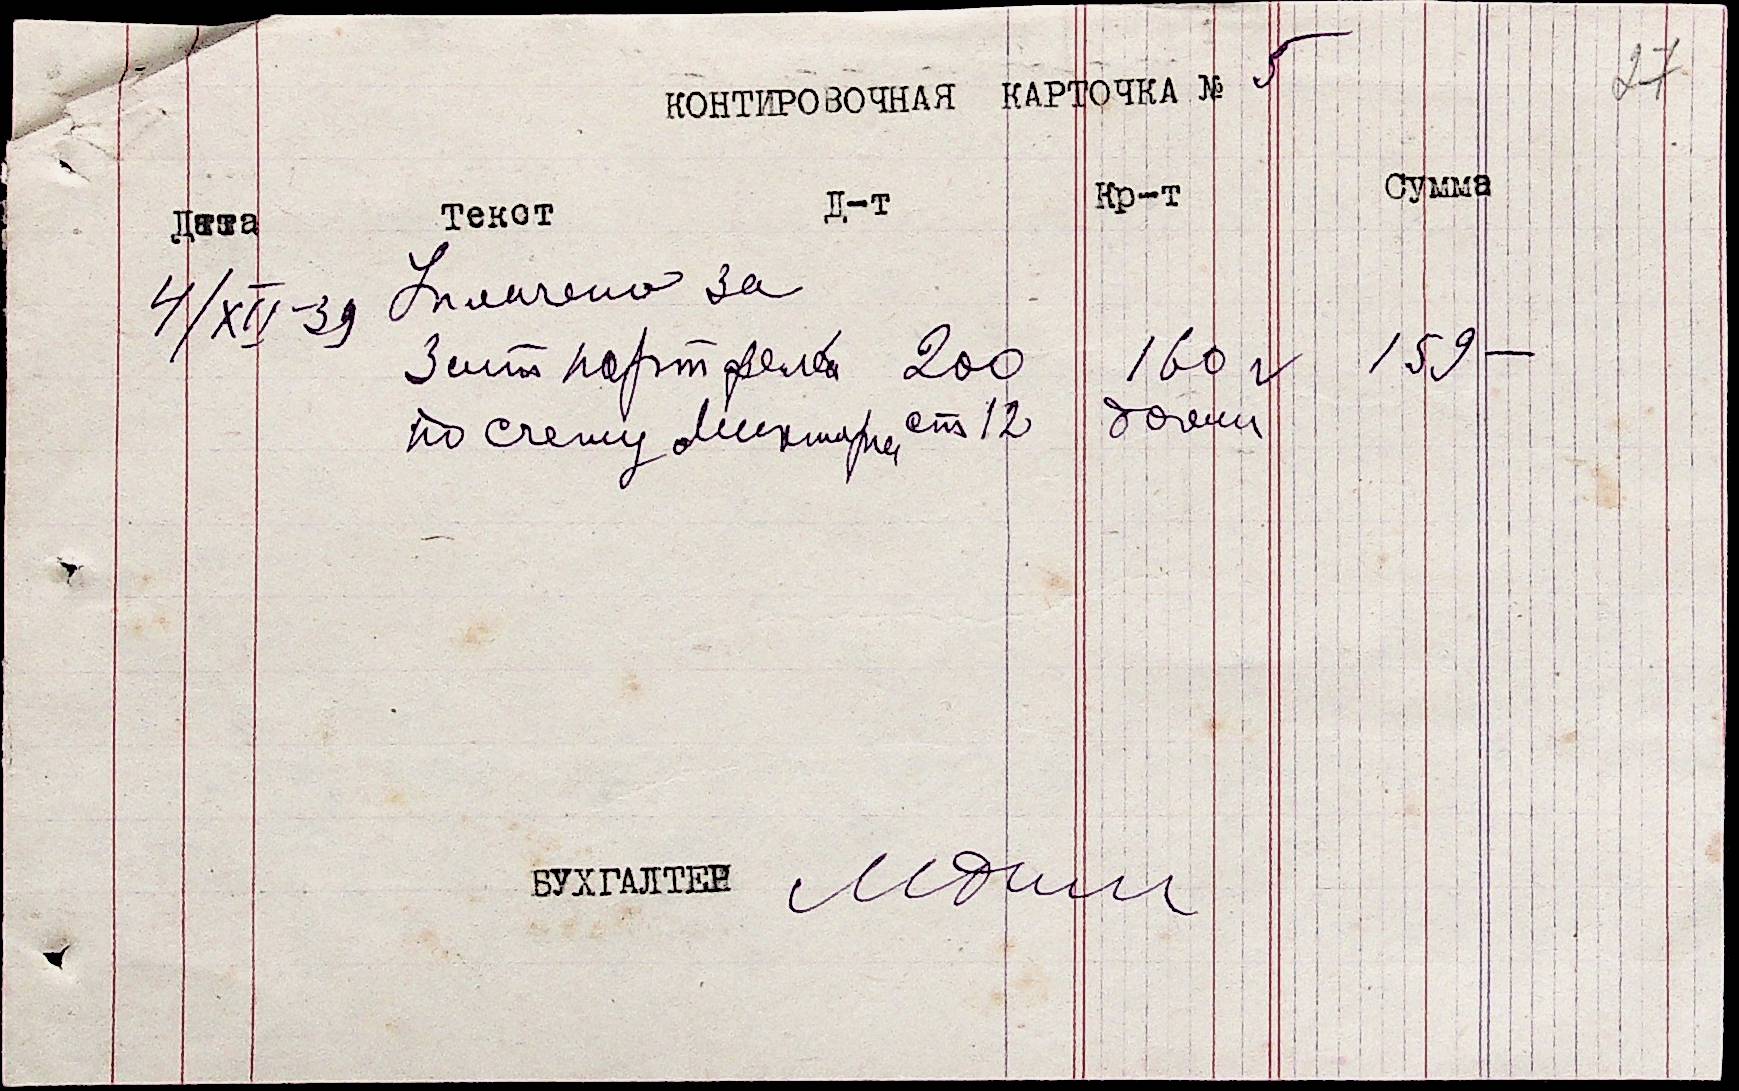 27
КОНТИРОВОЧНАЯ КАРТОЧКА № 5
Дата Текст Д-т Кр-т Сумма
4/XII-39 Уплачено за
3 шт портфеля 200 160 159 —
по счету ст 12
БУХГАЛТЕР